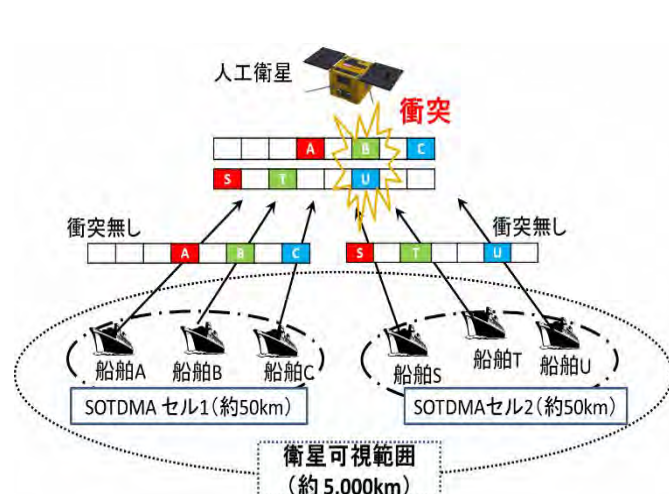 人工衛星
衝突
A B C
S T U
衝突無し
衝突無し
A B C
S T U
船舶A
船舶B
船舶C
船舶S
船舶T
船舶U
SOTDMA セル1(約50km)
SOTDMAセル2(約50km)
衛星可視範囲
(約 5,000km)